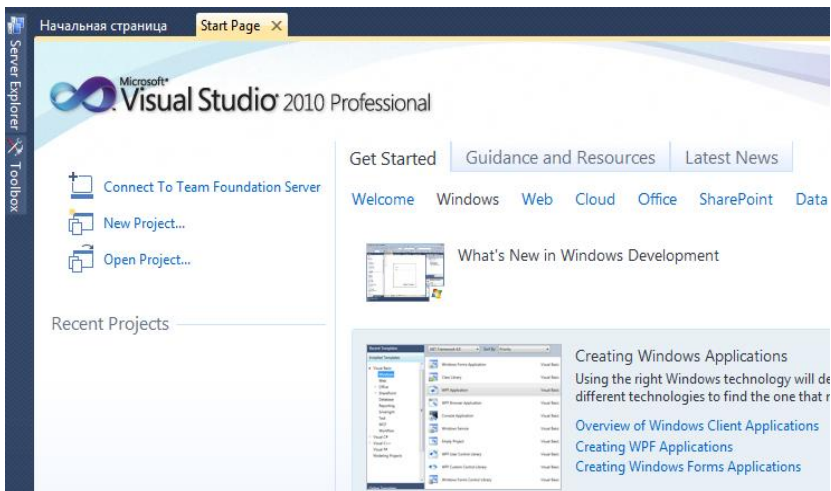 Начальная страница
Start Page
Server Explorer
Toolbox
Microsoft
Visual Studio 2010 Professional
Connect To Team Foundation Server
New Project...
Open Project...
Recent Projects
Get Started
Guidance and Resources
Latest News
Welcome Windows Web Cloud Office SharePoint Data
What's New in Windows Development
Creating Windows Applications
Using the right Windows technology will de
different technologies to find the one that
Overview of Windows Client Applications
Creating WPF Applications
Creating Windows Forms Applications